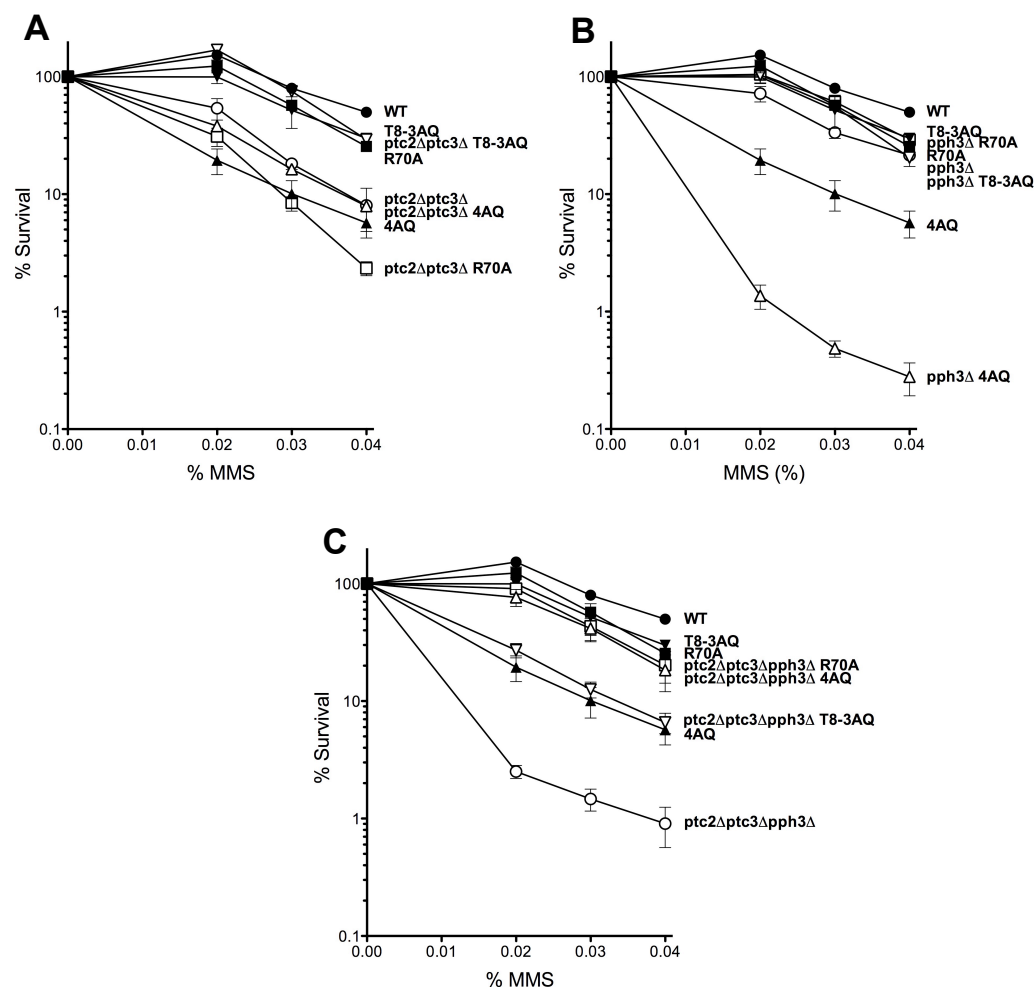 A
% Survival
100
10
1
0.1
0.00 0.01 0.02 0.03 0.04
% MMS
WT
T8-3AQ
ptc2Δptc3Δ T8-3AQ
R70A
ptc2Δptc3Δ
ptc2Δptc3Δ 4AQ
4AQ
ptc2Δptc3Δ R70A
B
% Survival
100
10
1
0.1
0.00 0.01 0.02 0.03 0.04
MMS (%)
WT
T8-3AQ
pph3Δ R70A
R70A
pph3Δ
pph3Δ T8-3AQ
4AQ
pph3Δ 4AQ
C
% Survival
100
10
1
0.1
0.00 0.01 0.02 0.03 0.04
% MMS
WT
T8-3AQ
R70A
ptc2Δptc3Δpph3Δ R70A
ptc2Δptc3Δpph3Δ 4AQ
ptc2Δptc3Δpph3Δ T8-3AQ
4AQ
ptc2Δptc3Δpph3Δ